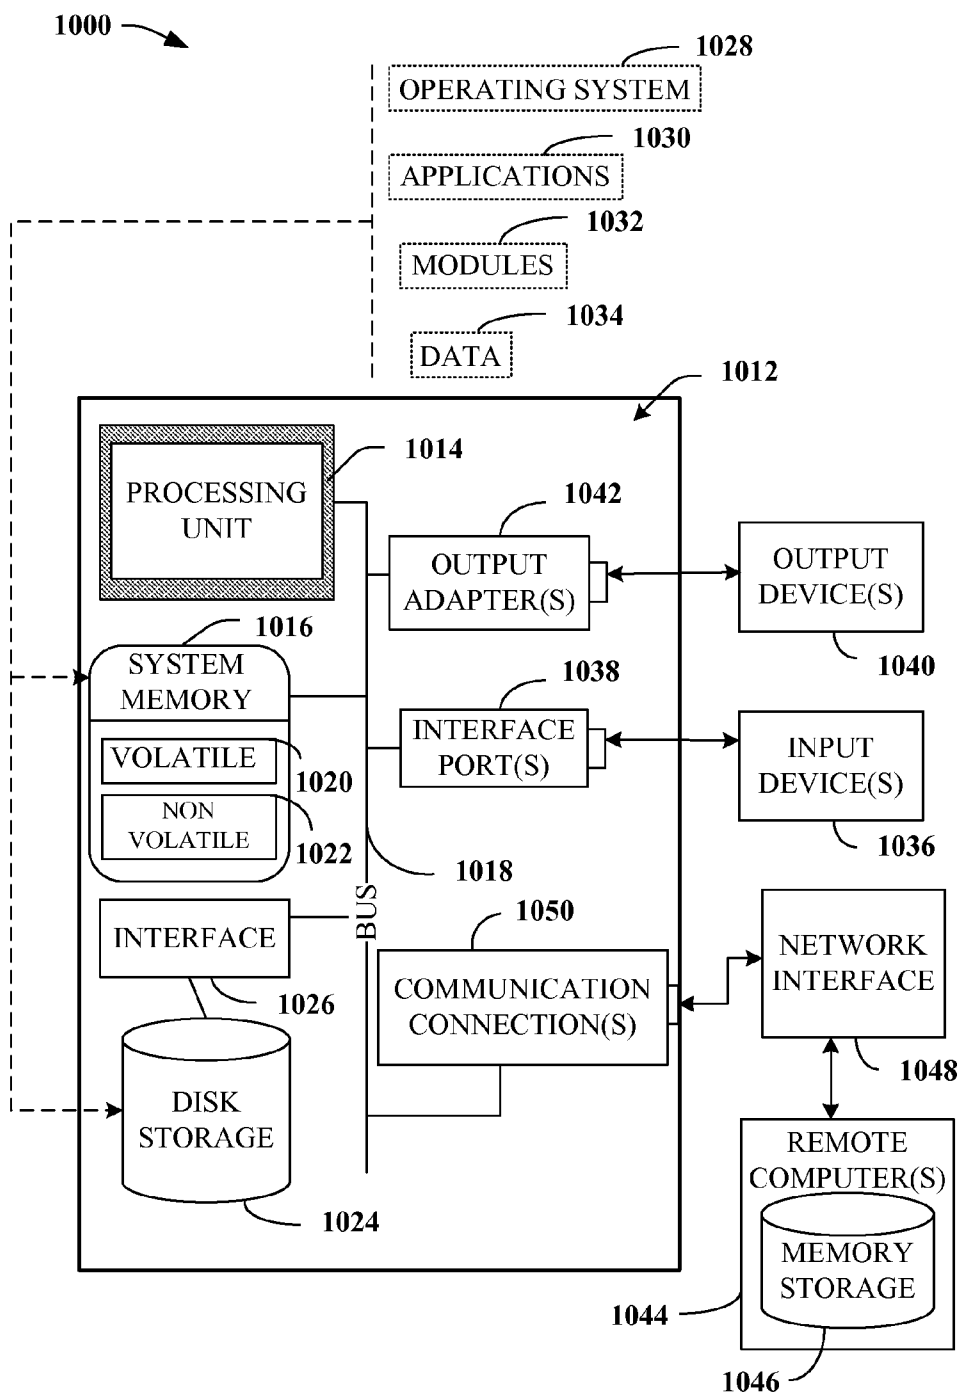 1000
1028
OPERATING SYSTEM
1030
APPLICATIONS
1032
MODULES
1034
DATA
1012
1014
PROCESSING
UNIT
1042
OUTPUT
ADAPTER(S)
OUTPUT
DEVICE(S)
1040
1016
SYSTEM
MEMORY
VOLATILE
1020
NON
VOLATILE
1022
1038
INTERFACE
PORT(S)
INPUT
DEVICE(S)
1036
1018
BUS
INTERFACE
1026
1050
COMMUNICATION
CONNECTION(S)
NETWORK
INTERFACE
1048
DISK
STORAGE
1024
REMOTE
COMPUTER(S)
MEMORY
STORAGE
1044
1046